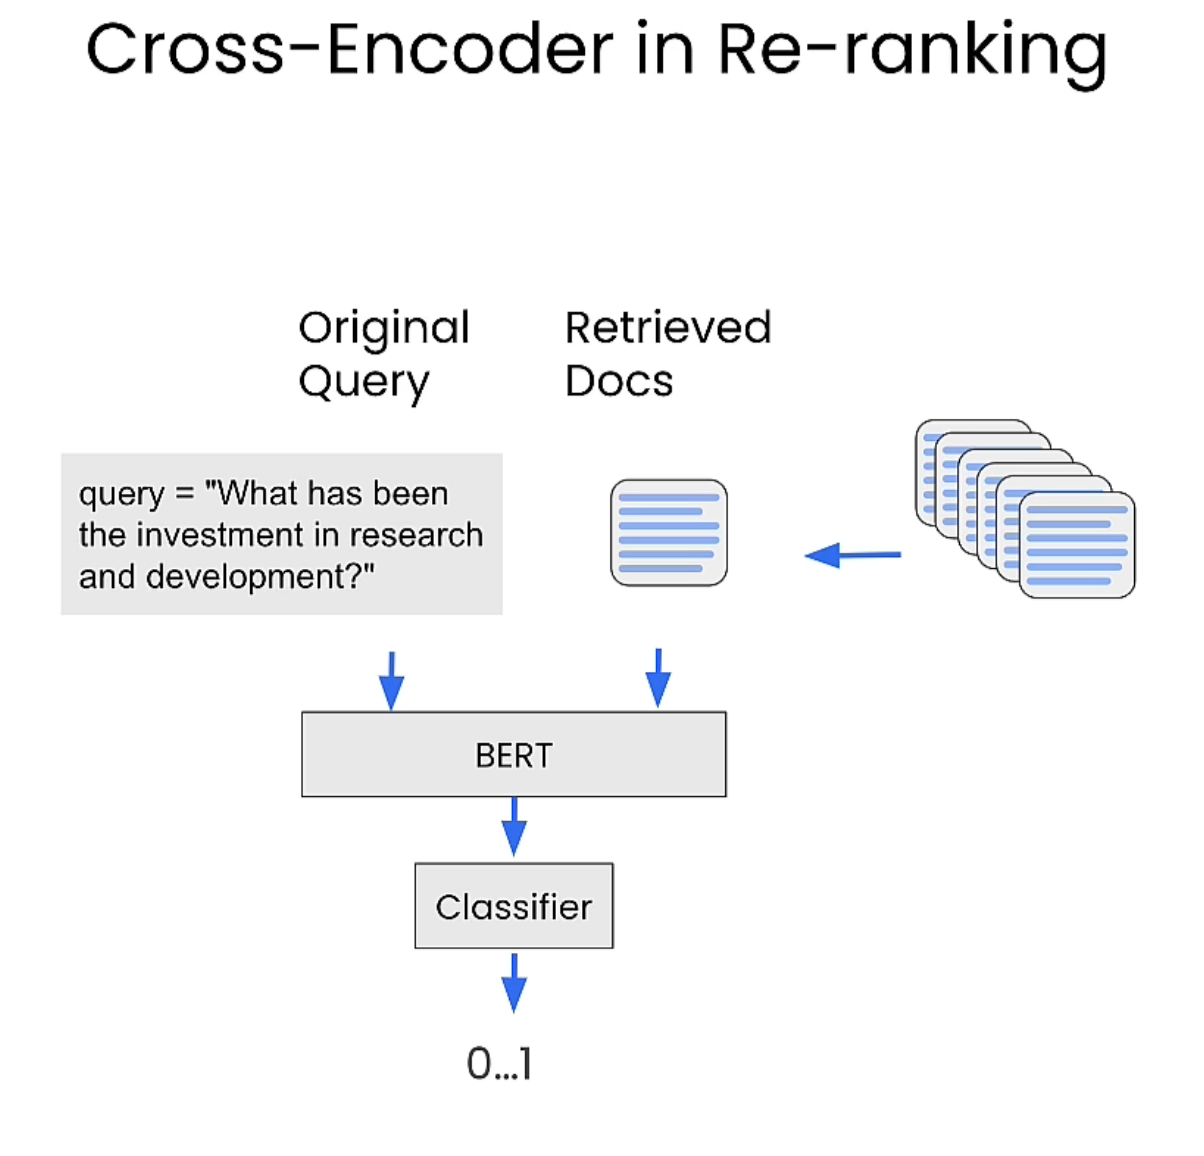 Cross-Encoder in Re-ranking
Original
Query
Retrieved
Docs
query = "What has been
the investment in research
and development?"
BERT
Classifier
0...1